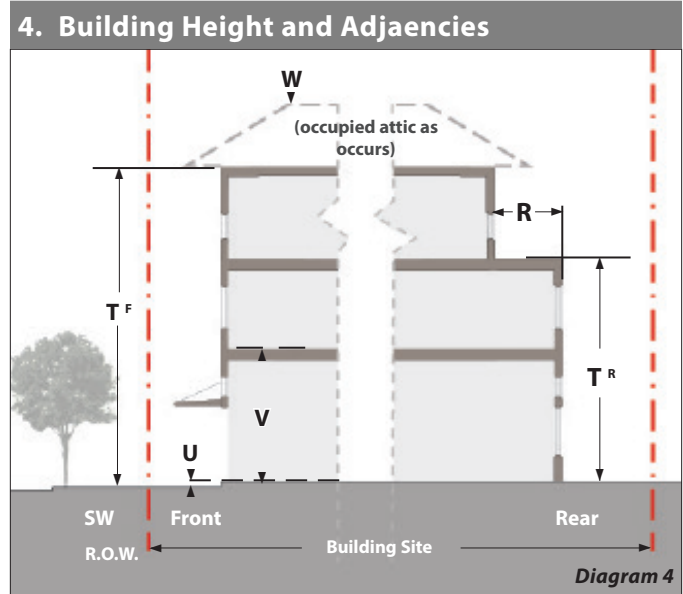 4. Building Height and Adjaencies
W
(occupied attic as
occurs)
R
T F
T R
V
U
SW
Front
Rear
R.O.W.
Building Site
Diagram 4